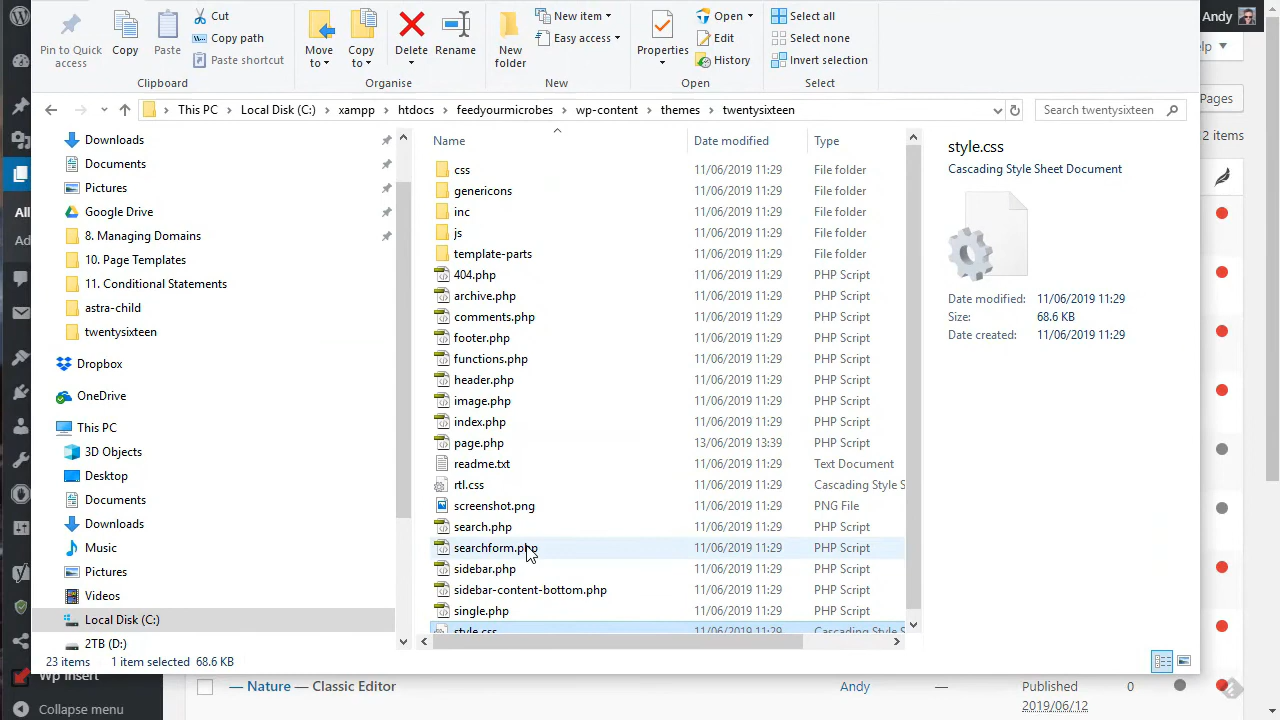 Pin to Quick access
Copy
Paste
Cut
Copy path
Paste shortcut
Clipboard
Move to
Copy to
Delete
Rename
Organise
New folder
New item
Easy access
New
Properties
Open
Edit
History
Open
Select all
Select none
Invert selection
Select
Andy
This PC > Local Disk (C:) > xampp > htdocs > feedyourmicrobes > wp-content > themes > twentysixteen
Search twentysixteen
Pages
2 items
Downloads
Documents
Pictures
Google Drive
8. Managing Domains
10. Page Templates
11. Conditional Statements
astra-child
twentysixteen
Dropbox
OneDrive
This PC
3D Objects
Desktop
Documents
Downloads
Music
Pictures
Videos
Local Disk (C:)
2TB (D:)
Name Date modified Type
css 11/06/2019 11:29 File folder
genericons 11/06/2019 11:29 File folder
inc 11/06/2019 11:29 File folder
js 11/06/2019 11:29 File folder
template-parts 11/06/2019 11:29 File folder
404.php 11/06/2019 11:29 PHP Script
archive.php 11/06/2019 11:29 PHP Script
comments.php 11/06/2019 11:29 PHP Script
footer.php 11/06/2019 11:29 PHP Script
functions.php 11/06/2019 11:29 PHP Script
header.php 11/06/2019 11:29 PHP Script
image.php 11/06/2019 11:29 PHP Script
index.php 11/06/2019 11:29 PHP Script
page.php 13/06/2019 13:39 PHP Script
readme.txt 11/06/2019 11:29 Text Document
rtl.css 11/06/2019 11:29 Cascading Style S
screenshot.png 11/06/2019 11:29 PNG File
search.php 11/06/2019 11:29 PHP Script
searchform.php 11/06/2019 11:29 PHP Script
sidebar.php 11/06/2019 11:29 PHP Script
sidebar-content-bottom.php 11/06/2019 11:29 PHP Script
single.php 11/06/2019 11:29 PHP Script
style.css 11/06/2019 11:29 Cascading Style S
style.css
Cascading Style Sheet Document
Date modified: 11/06/2019 11:29
Size: 68.6 KB
Date created: 11/06/2019 11:29
23 items 1 item selected 68.6 KB
All
Ad
Wp Insert
Collapse menu
— Nature — Classic Editor
Andy
—
Published
2019/06/12
0